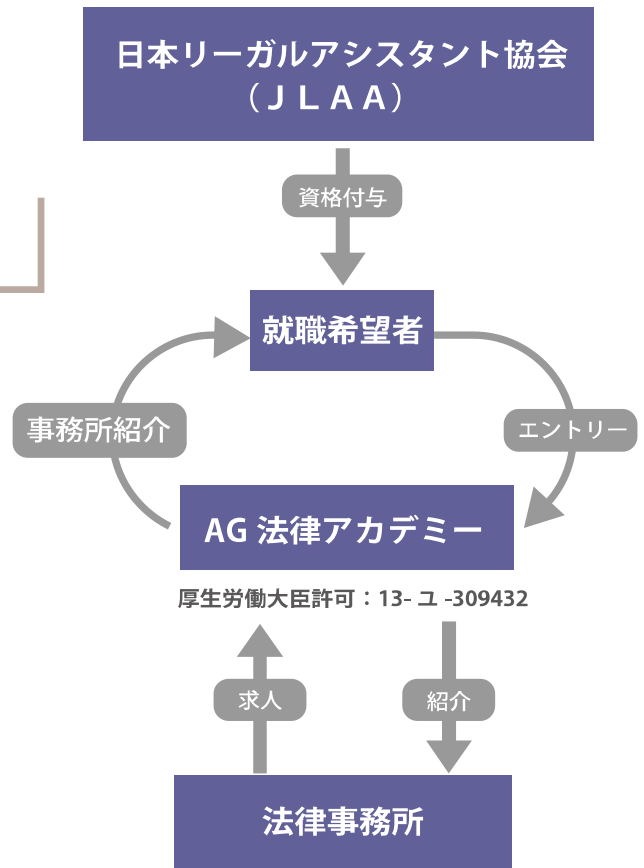 日本リーガルアシスタント協会
（ＪＬＡＡ）
資格付与
就職希望者
事務所紹介
エントリー
AG 法律アカデミー
厚生労働大臣許可：13- ユ -309432
求人
紹介
法律事務所